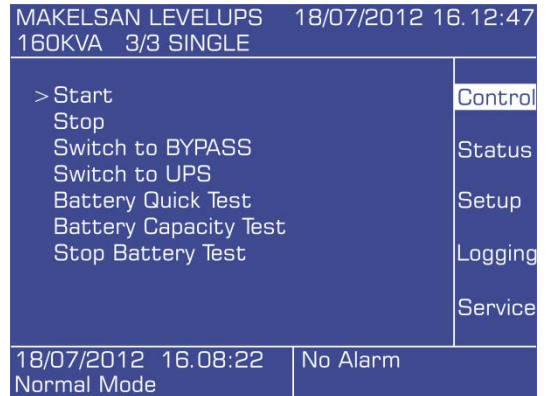 MAKELSAN LEVELUPS 18/07/2012 16.12:47
160KVA 3/3 SINGLE
> Start
Stop
Switch to BYPASS
Switch to UPS
Battery Quick Test
Battery Capacity Test
Stop Battery Test
Control
Status
Setup
Logging
Service
18/07/2012 16.08:22
Normal Mode
No Alarm